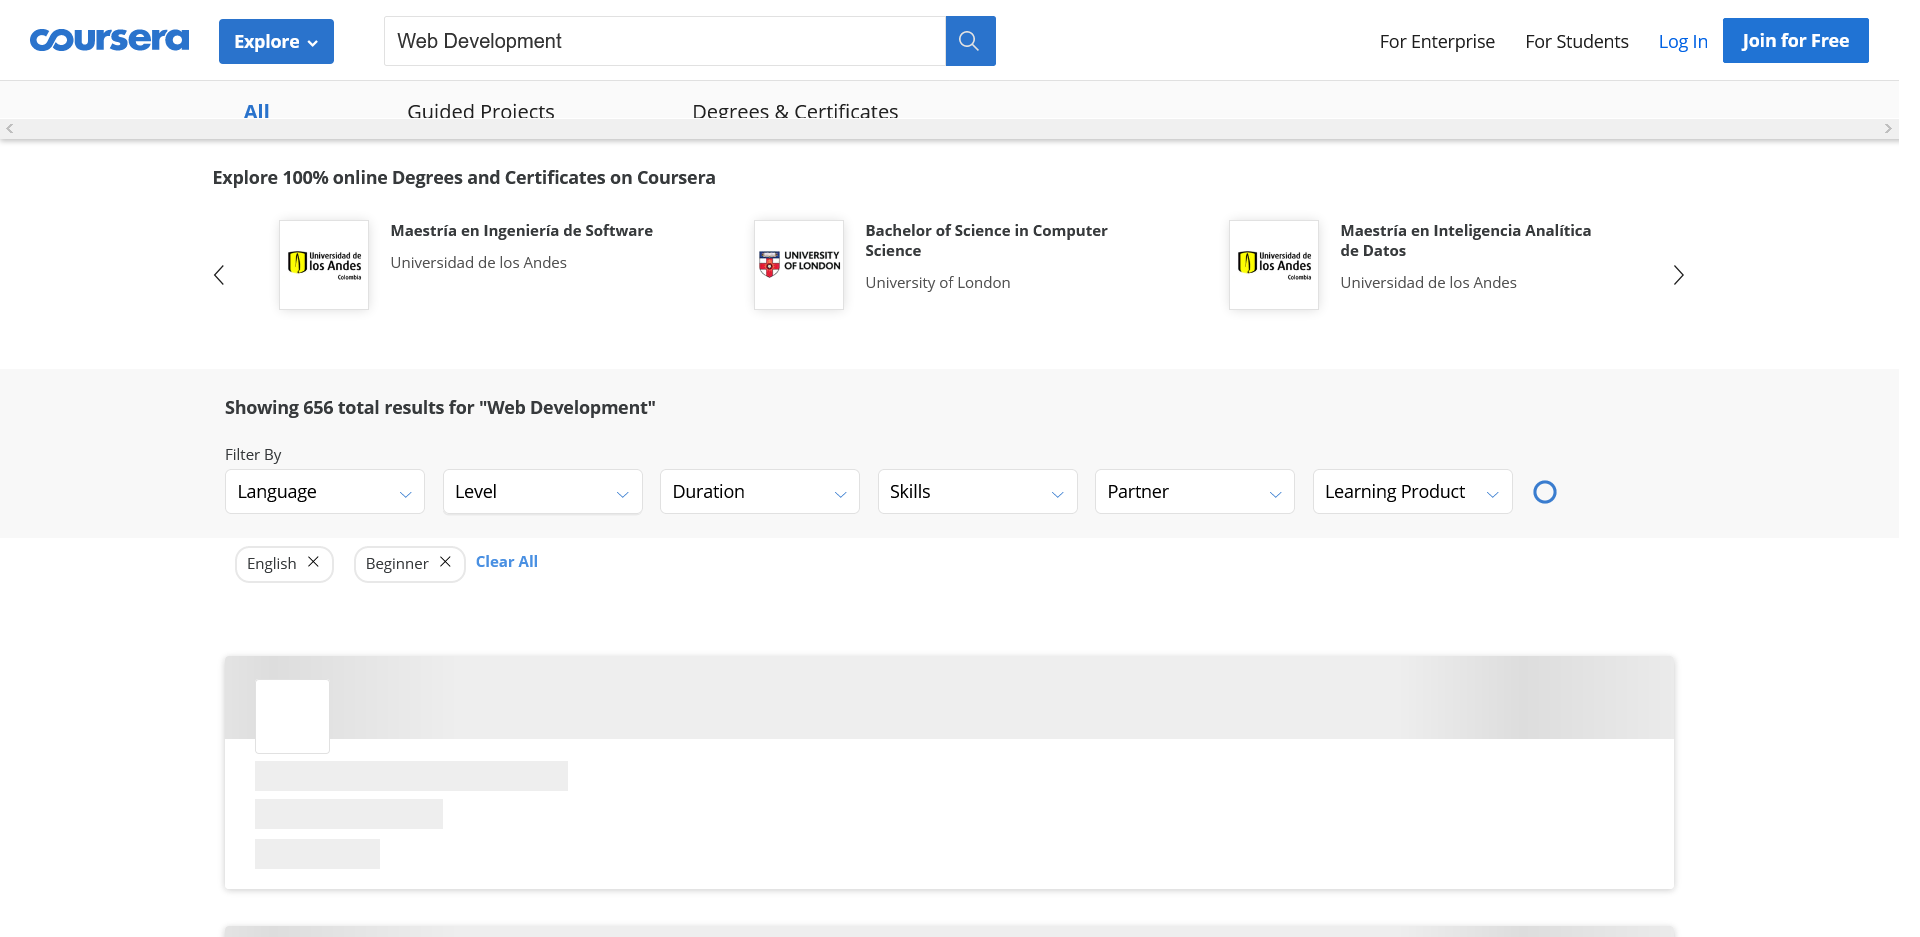 coursera
Explore
Web Development
For Enterprise
For Students
Log In
Join for Free
All
Guided Projects
Degrees & Certificates
Explore 100% online Degrees and Certificates on Coursera
Universidad de
los Andes
Colombia
Maestría en Ingeniería de Software
Universidad de los Andes
UNIVERSITY
OF LONDON
Bachelor of Science in Computer
Science
University of London
Universidad de
los Andes
Colombia
Maestría en Inteligencia Analítica
de Datos
Universidad de los Andes
Showing 656 total results for "Web Development"
Filter By
Language
Level
Duration
Skills
Partner
Learning Product
English
Beginner
Clear All